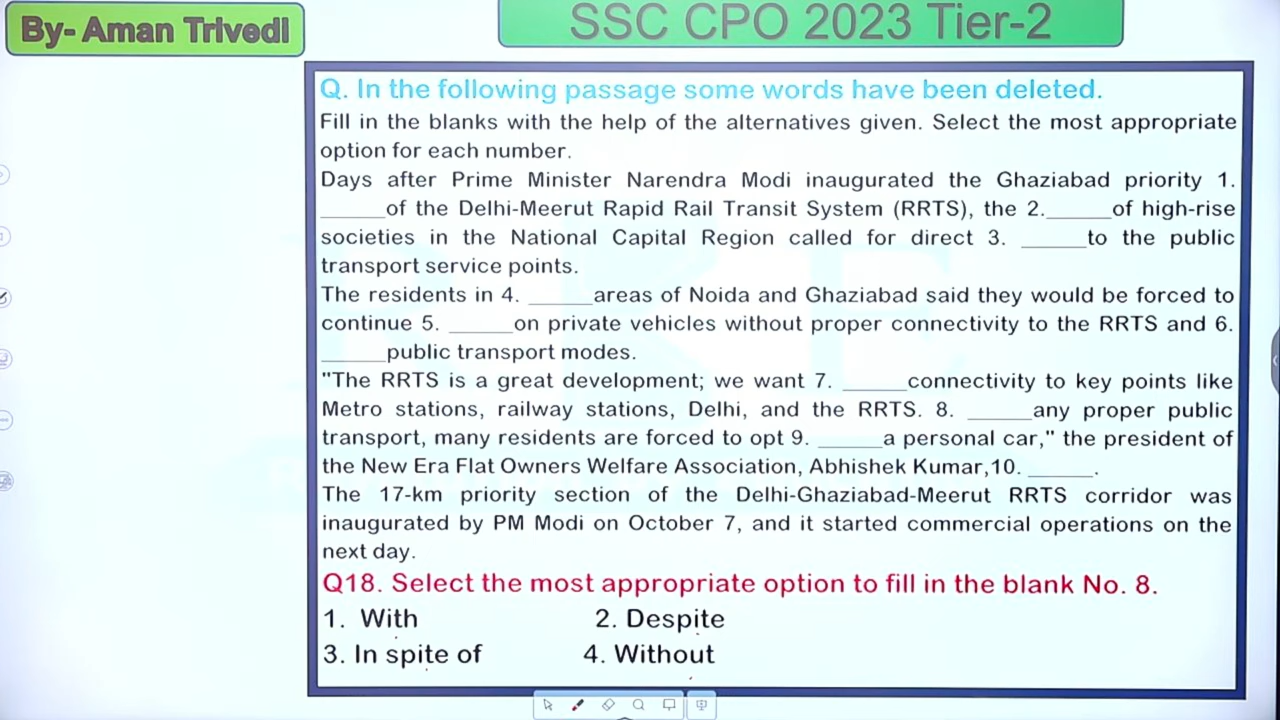 By- Aman Trivedi
SSC CPO 2023 Tier-2
Q. In the following passage some words have been deleted.
Fill in the blanks with the help of the alternatives given. Select the most appropriate
option for each number.
Days after Prime Minister Narendra Modi inaugurated the Ghaziabad priority 1.
______of the Delhi-Meerut Rapid Rail Transit System (RRTS), the 2.______of high-rise
societies in the National Capital Region called for direct 3. ______to the public
transport service points.
The residents in 4. ______areas of Noida and Ghaziabad said they would be forced to
continue 5. ______on private vehicles without proper connectivity to the RRTS and 6.
______public transport modes.
"The RRTS is a great development; we want 7. ______connectivity to key points like
Metro stations, railway stations, Delhi, and the RRTS. 8. ______any proper public
transport, many residents are forced to opt 9. ______a personal car," the president of
the New Era Flat Owners Welfare Association, Abhishek Kumar,10. ______.
The 17-km priority section of the Delhi-Ghaziabad-Meerut RRTS corridor was
inaugurated by PM Modi on October 7, and it started commercial operations on the
next day.
Q18. Select the most appropriate option to fill in the blank No. 8.
1. With 2. Despite
3. In spite of 4. Without